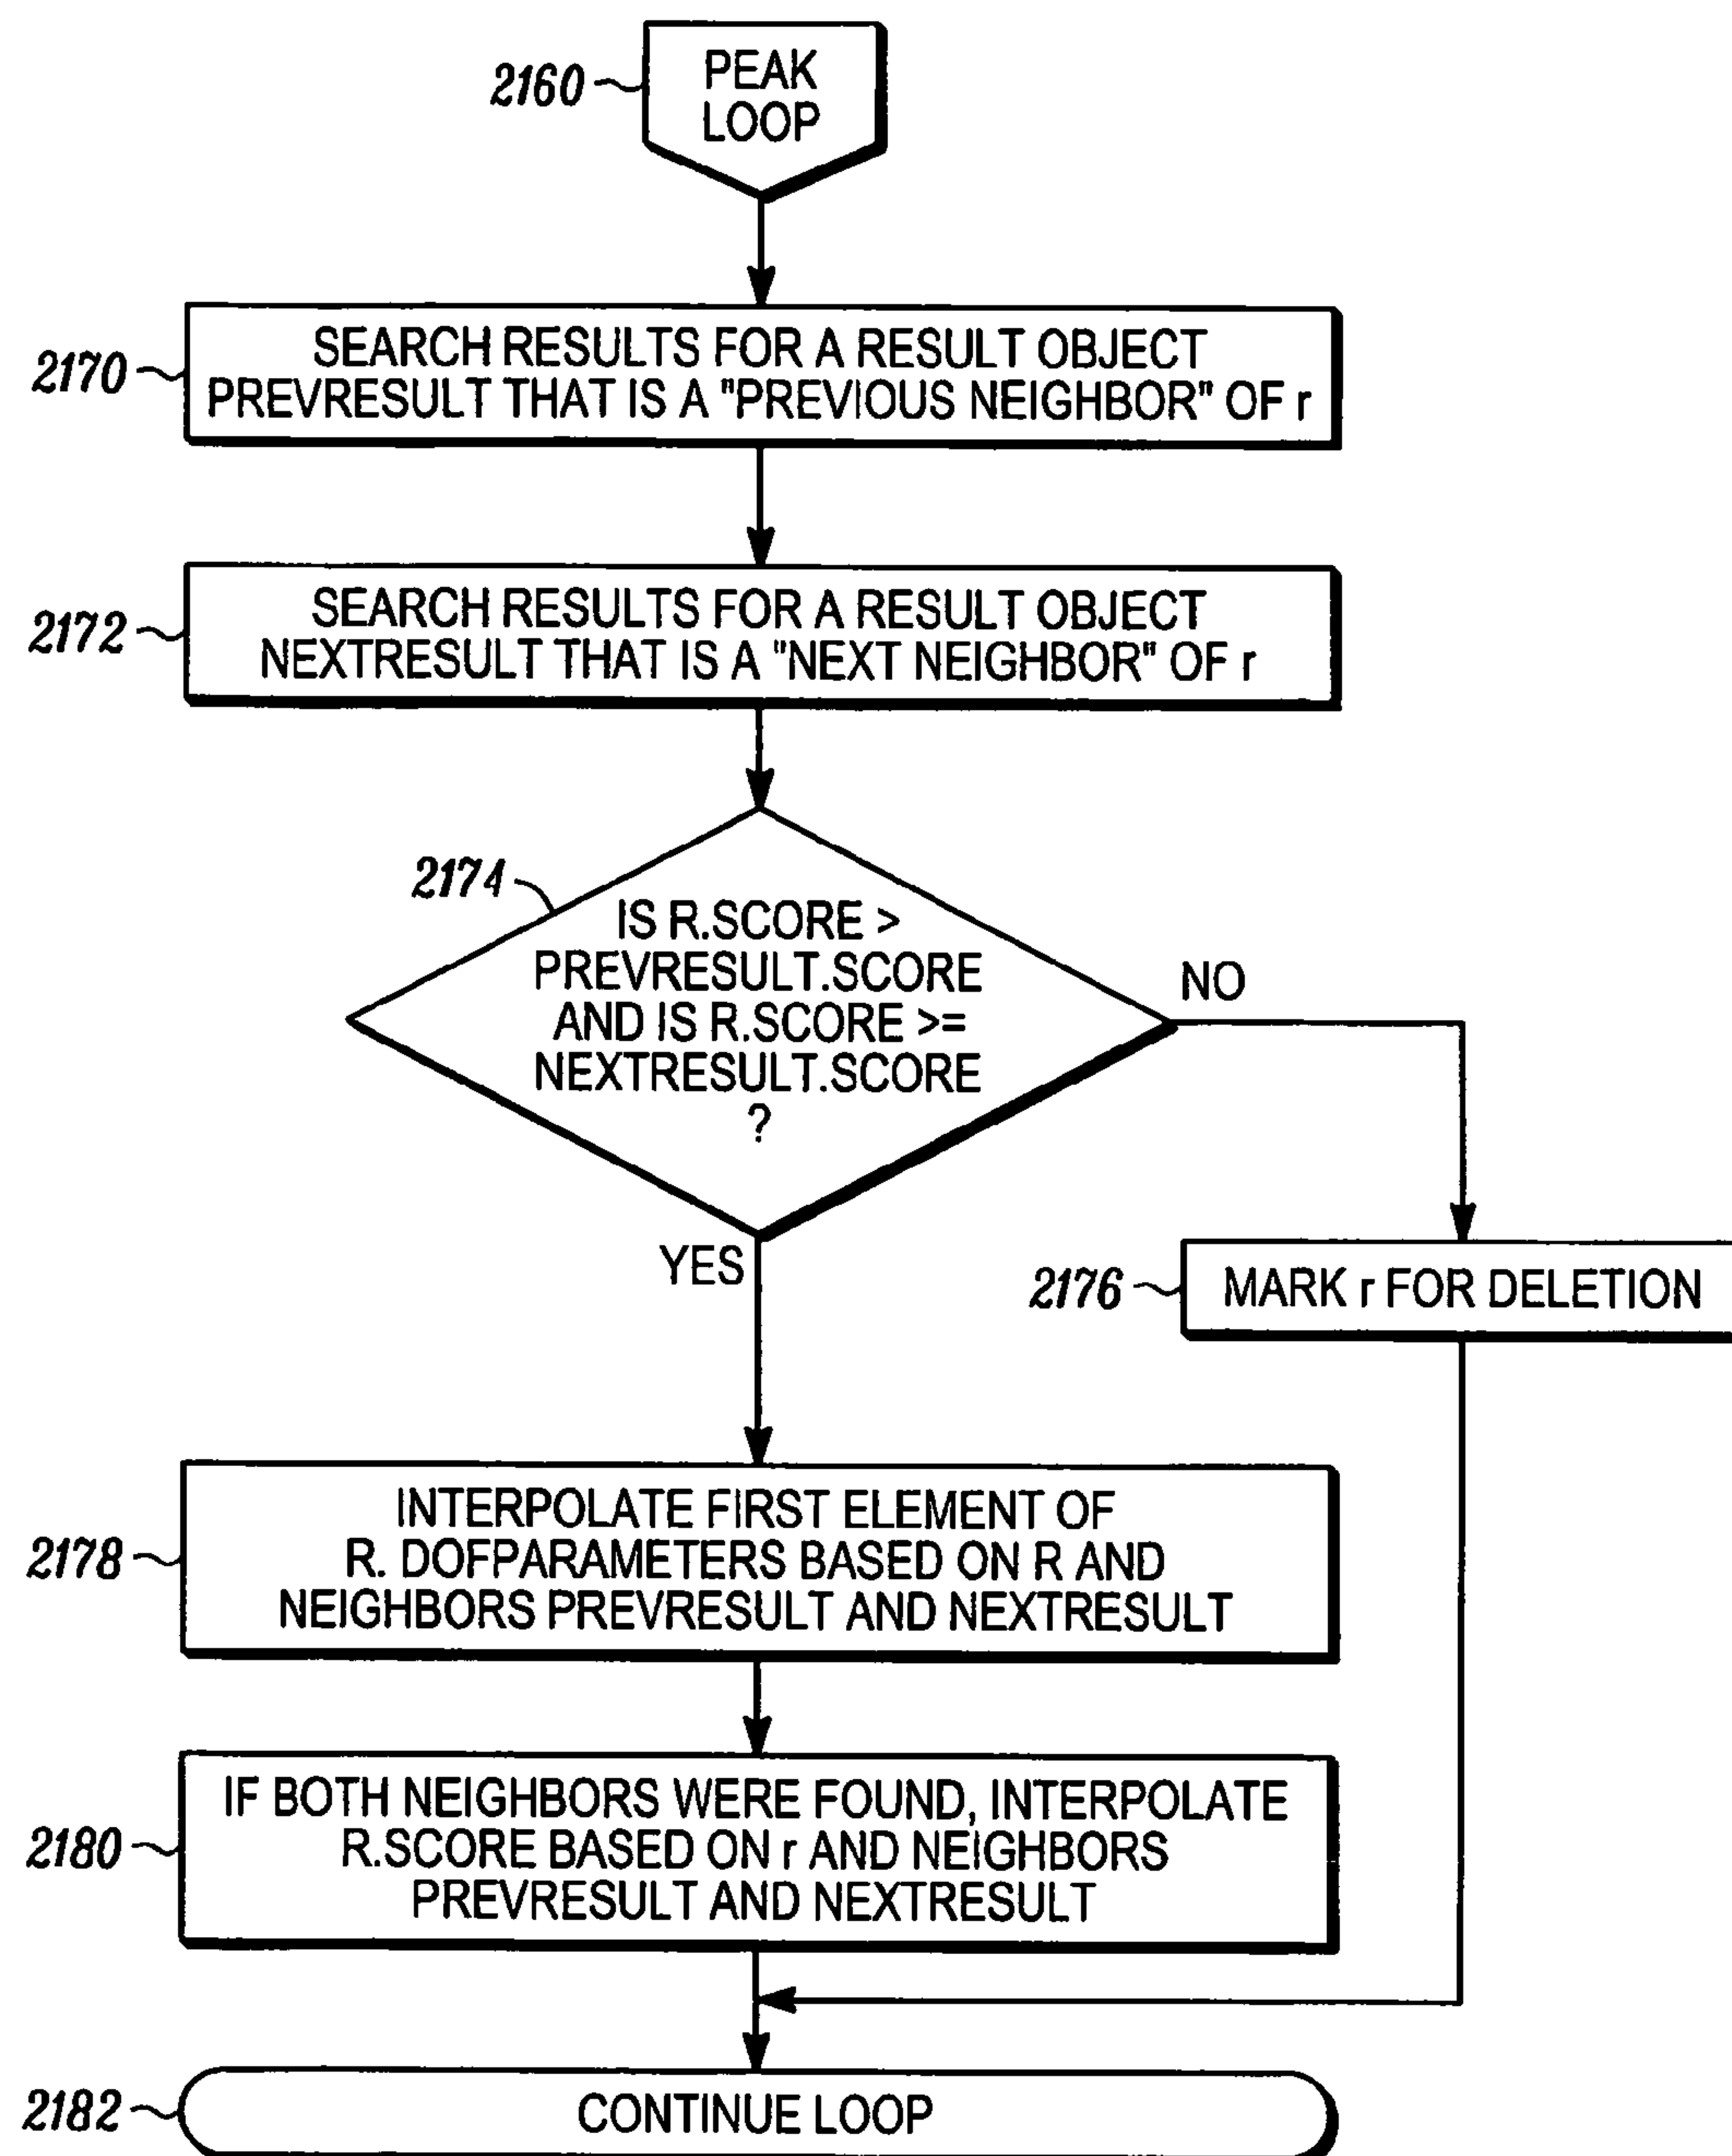 2160
PEAK
LOOP
2170
SEARCH RESULTS FOR A RESULT OBJECT
PREVRESULT THAT IS A "PREVIOUS NEIGHBOR" OF r
2172
SEARCH RESULTS FOR A RESULT OBJECT
NEXTRESULT THAT IS A "NEXT NEIGHBOR" OF r
2174
IS R.SCORE >
PREVRESULT.SCORE
AND IS R.SCORE >=
NEXTRESULT.SCORE
?
NO
YES
2176
MARK r FOR DELETION
2178
INTERPOLATE FIRST ELEMENT OF
R. DOFPARAMETERS BASED ON R AND
NEIGHBORS PREVRESULT AND NEXTRESULT
2180
IF BOTH NEIGHBORS WERE FOUND, INTERPOLATE
R.SCORE BASED ON r AND NEIGHBORS
PREVRESULT AND NEXTRESULT
2182
CONTINUE LOOP